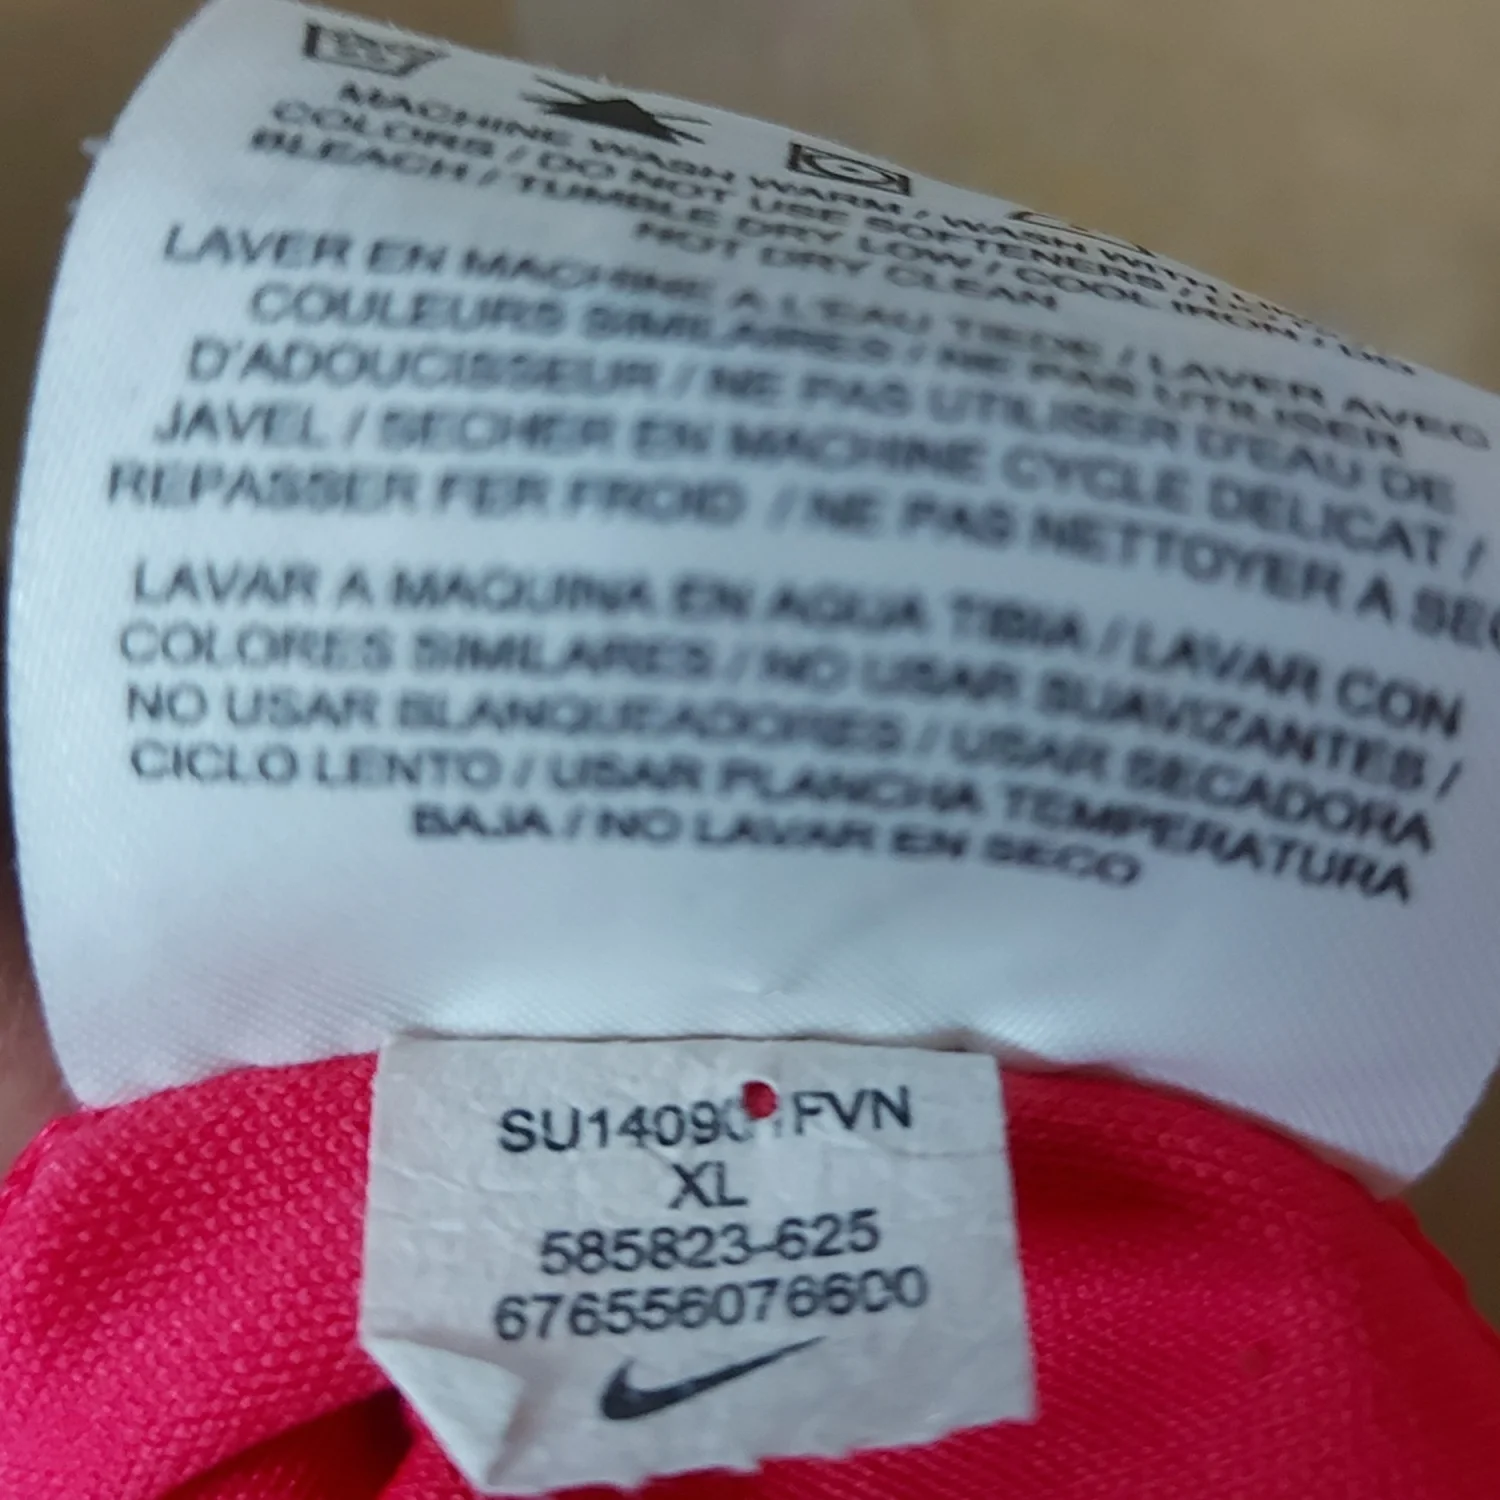 MACHINE WASH WARM / WASH WITH LIKE
COLORS / DO NOT USE SOFTENERS /
BLEACH / TUMBLE DRY LOW / COOL IRON / DO
NOT DRY CLEAN
LAVER EN MACHINE A L'EAU TIEDE / LAVER AVEC
COULEURS SIMILAIRES / NE PAS UTILISER
D'ADOUCISSEUR / NE PAS UTILISER D'EAU DE
JAVEL / SECHER EN MACHINE CYCLE DELICAT /
REPASSER FER FROID / NE PAS NETTOYER A SEC
LAVAR A MAQUINA EN AGUA TIBIA / LAVAR CON
COLORES SIMILARES / NO USAR SUAVIZANTES /
NO USAR BLANQUEADORES / USAR SECADORA
CICLO LENTO / USAR PLANCHA TEMPERATURA
BAJA / NO LAVAR EN SECO
XL
585823-625
676556076600